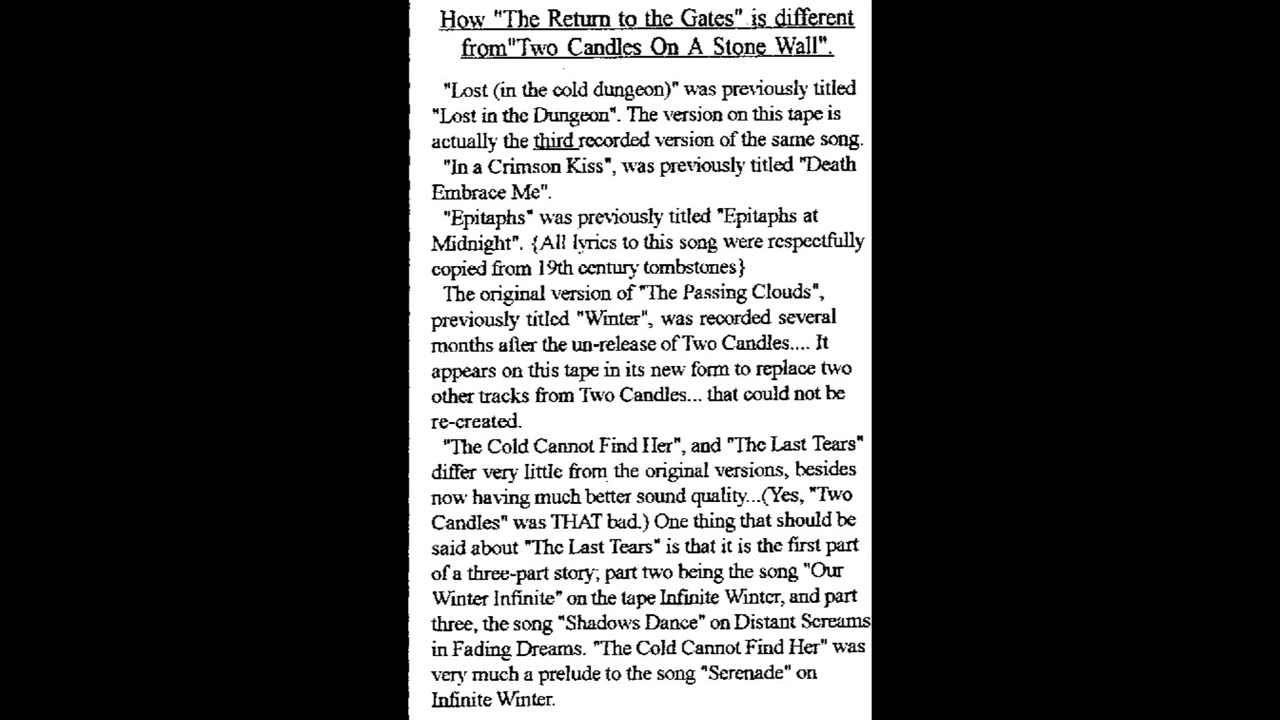 How "The Return to the Gates" is different
from"Two Candles On A Stone Wall".
"Lost (in the cold dungeon)" was previously titled
"Lost in the Dungeon". The version on this tape is
actually the third recorded version of the same song.
"In a Crimson Kiss", was previously titled "Death
Embrace Me".
"Epitaphs" was previously titled "Epitaphs at
Midnight". {All lyrics to this song were respectfully
copied from 19th century tombstones}
The original version of "The Passing Clouds",
previously titled "Winter", was recorded several
months after the un-release of Two Candles.... It
appears on this tape in its new form to replace two
other tracks from Two Candles... that could not be
re-created.
"The Cold Cannot Find Her", and "The Last Tears"
differ very little from the original versions, besides
now having much better sound quality...(Yes, "Two
Candles" was THAT bad.) One thing that should be
said about "The Last Tears" is that it is the first part
of a three-part story; part two being the song "Our
Winter Infinite" on the tape Infinite Winter, and part
three, the song "Shadows Dance" on Distant Screams
in Fading Dreams. "The Cold Cannot Find Her" was
very much a prelude to the song "Serenade" on
Infinite Winter.